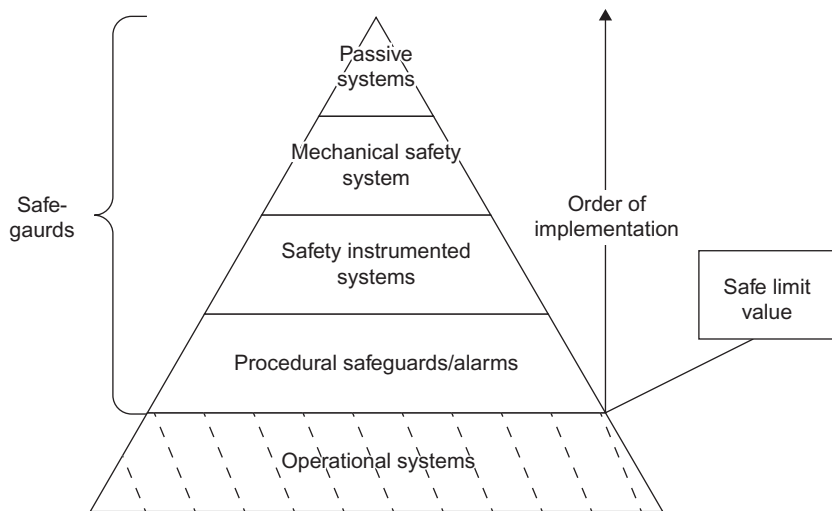 Passive
systems
Mechanical safety
system
Safe-
gaurds
Order of
implementation
Safety instrumented
systems
Safe limit
value
Procedural safeguards/alarms
Operational systems